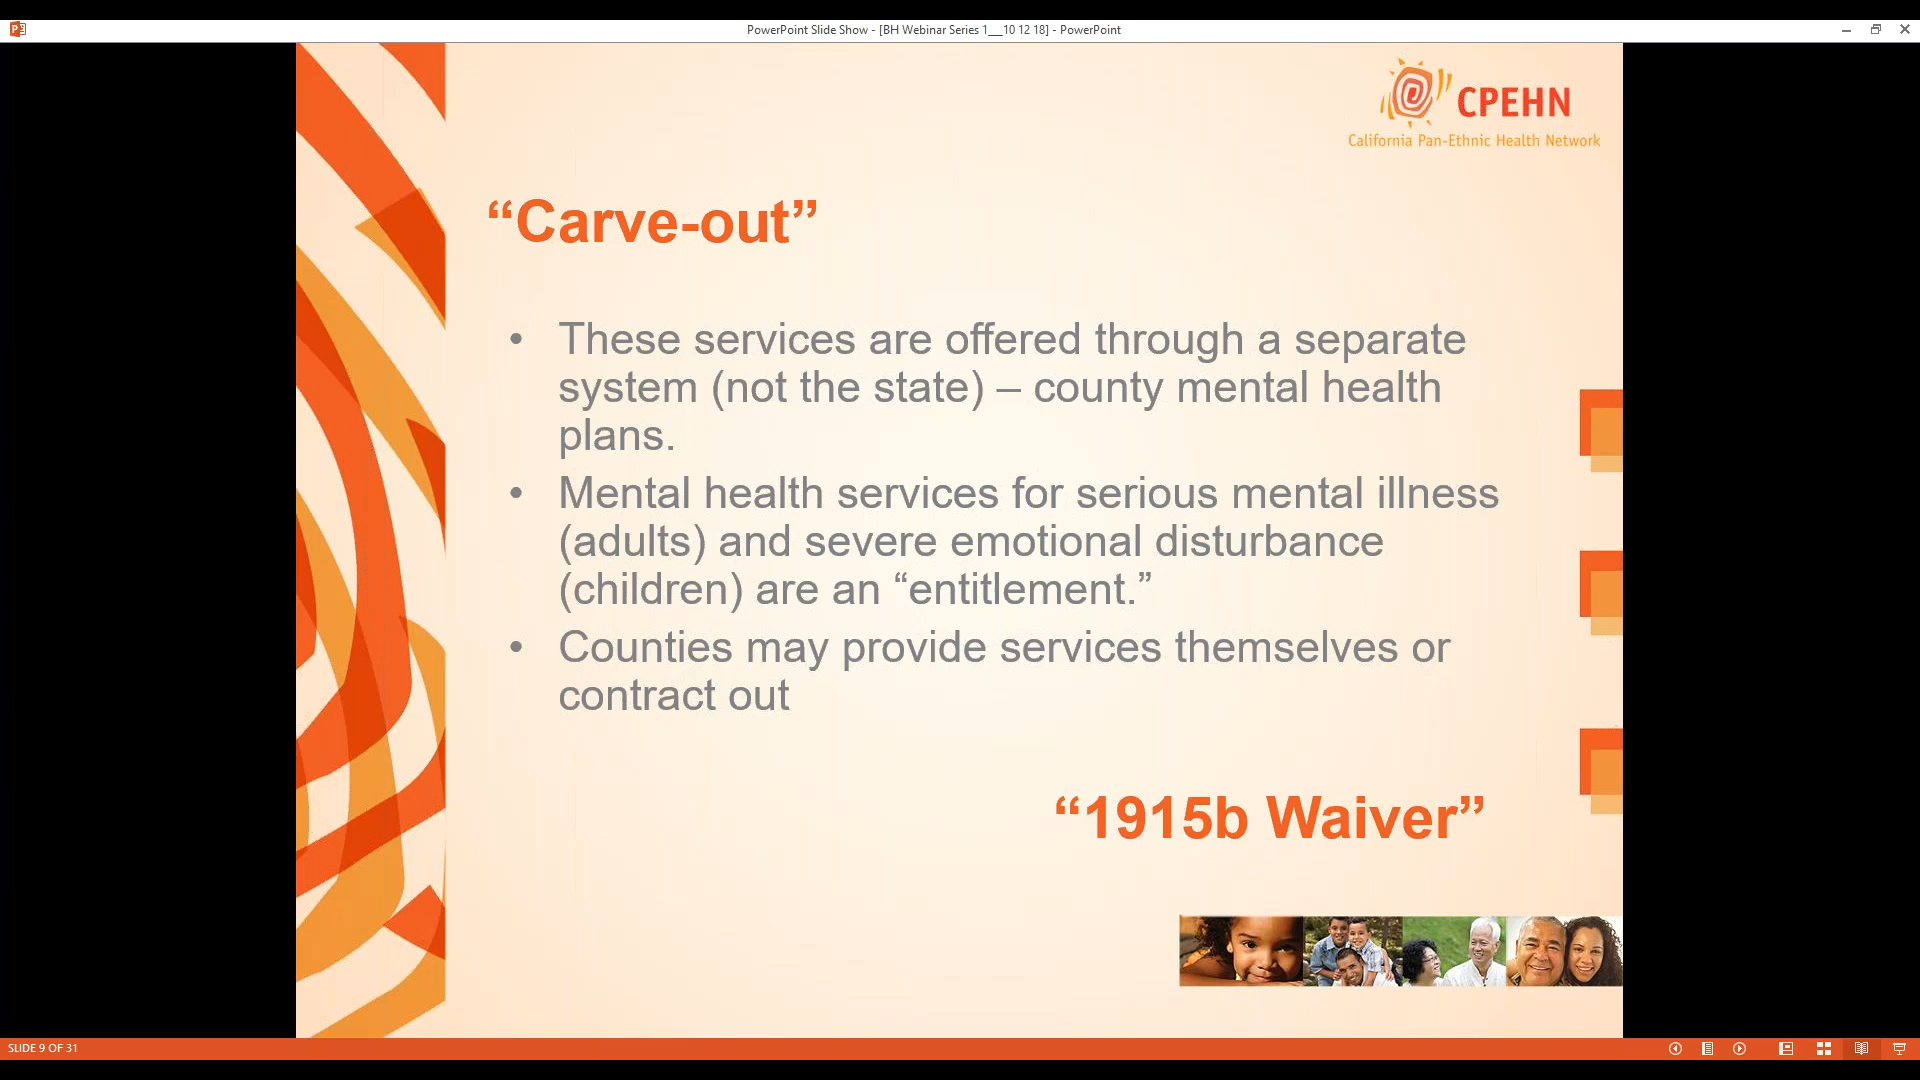 PowerPoint Slide Show - [BH Webinar Series 1__10 12 18] - PowerPoint
CPEHN
California Pan-Ethnic Health Network
“Carve-out”
• These services are offered through a separate
system (not the state) – county mental health
plans.
• Mental health services for serious mental illness
(adults) and severe emotional disturbance
(children) are an “entitlement.”
• Counties may provide services themselves or
contract out
“1915b Waiver”
SLIDE 9 OF 31